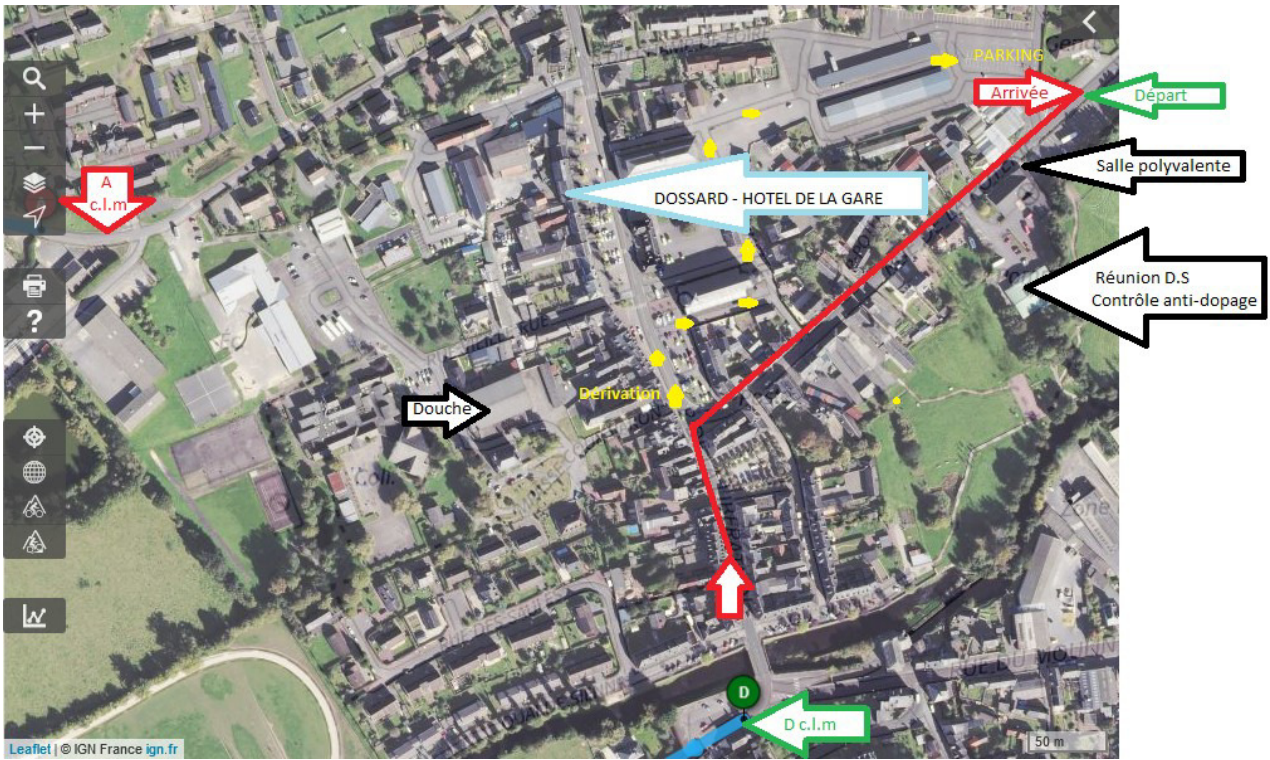 PARKING
Arrivée
Départ
Salle polyvalente
A
c.l.m
DOSSARD - HOTEL DE LA GARE
Réunion D.S
Contrôle anti-dopage
?
Dérivation
Douche
Coll.
Zone
RUE DU MOULIN
D
D c.l.m
50 m
Leaflet | © IGN France ign.fr